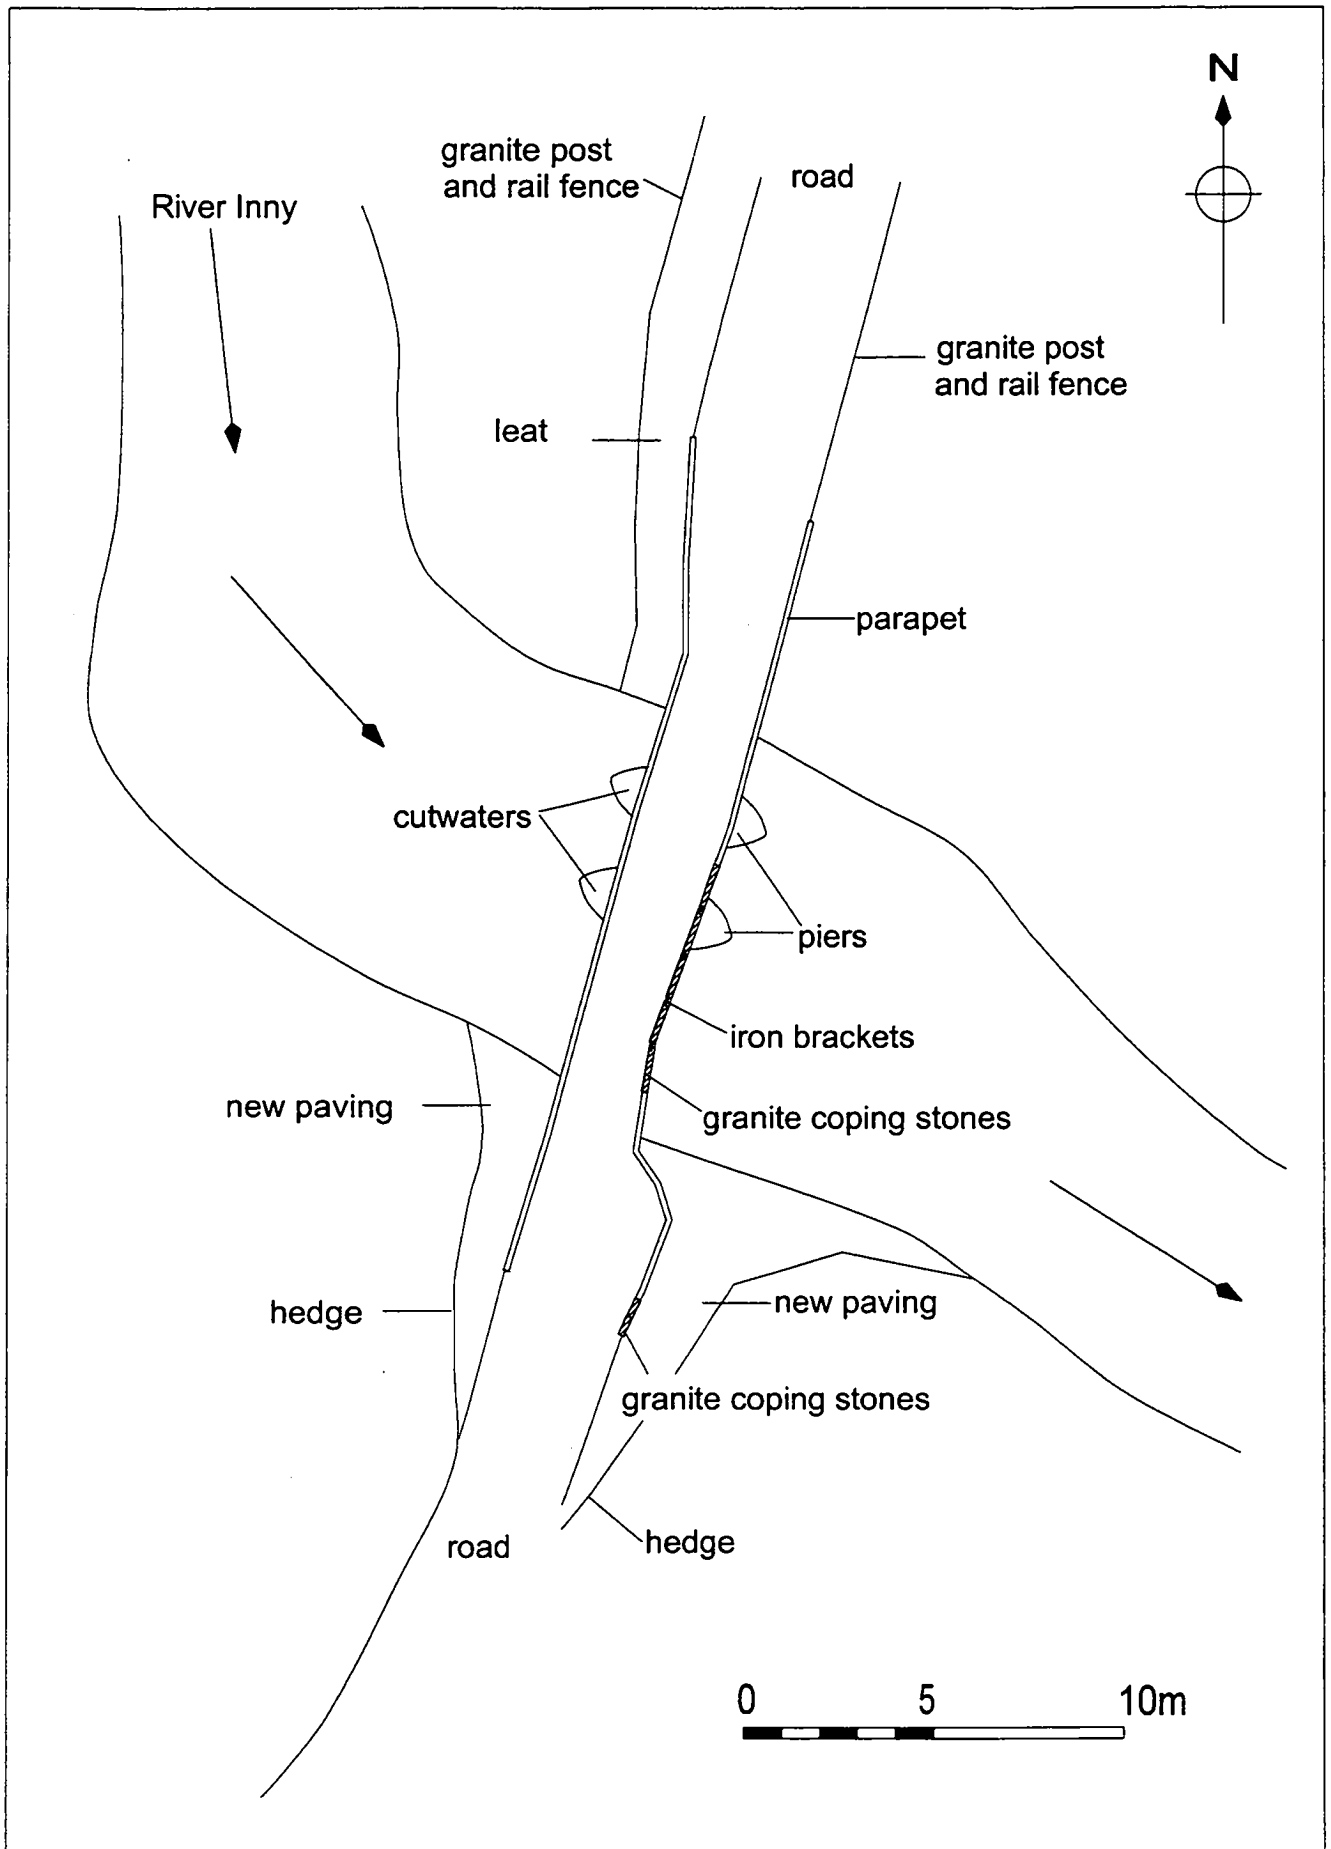 N
granite post
and rail fence
road
River Inny
granite post
and rail fence
leat
parapet
cutwaters
piers
iron brackets
new paving
granite coping stones
hedge
new paving
granite coping stones
hedge
road
0 5 10m